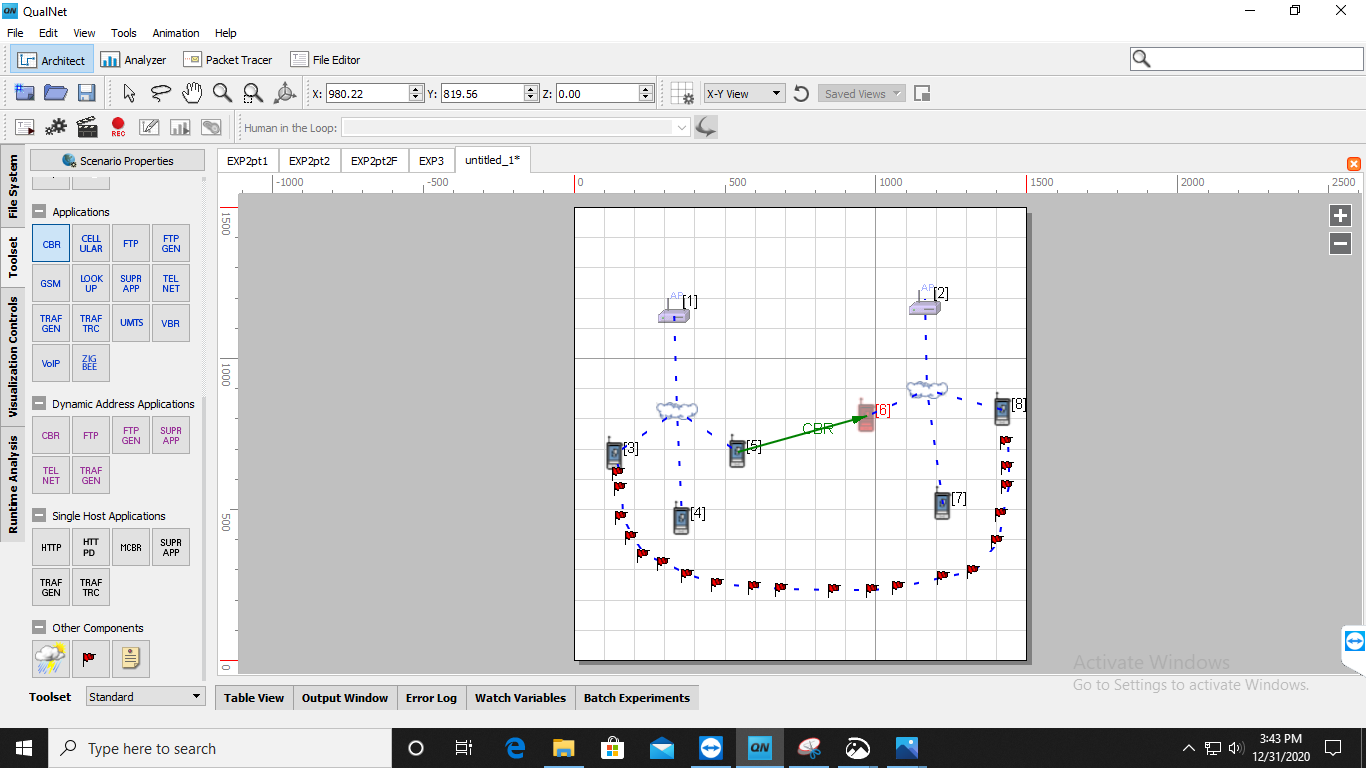 QN QualNet
File Edit View Tools Animation Help
Architect Analyzer Packet Tracer File Editor
X: 980.22 Y: 819.56 Z: 0.00 X-Y View Saved Views
REC Human in the Loop:
Scenario Properties
EXP2pt1 EXP2pt2 EXP2pt2F EXP3 untitled_1*
-1000 -500 0 500 1000 1500 2000 2500
1500
1000
500
0
File System
Toolset
Visualization Controls
Runtime Analysis
Applications
CBR CELL ULAR FTP FTP GEN
GSM LOOK UP SUPR APP TEL NET
TRAF GEN TRAF TRC UMTS VBR
VoIP ZIG BEE
Dynamic Address Applications
CBR FTP FTP GEN SUPR APP
TEL NET TRAF GEN
Single Host Applications
HTTP HTT PD MCBR SUPR APP
TRAF GEN TRAF TRC
Other Components
Toolset Standard
AP [1]
AP [2]
[3]
[4]
[5]
CBR
[6]
[7]
[8]
Activate Windows
Go to Settings to activate Windows.
Table View Output Window Error Log Watch Variables Batch Experiments
Type here to search
QN
3:43 PM
12/31/2020